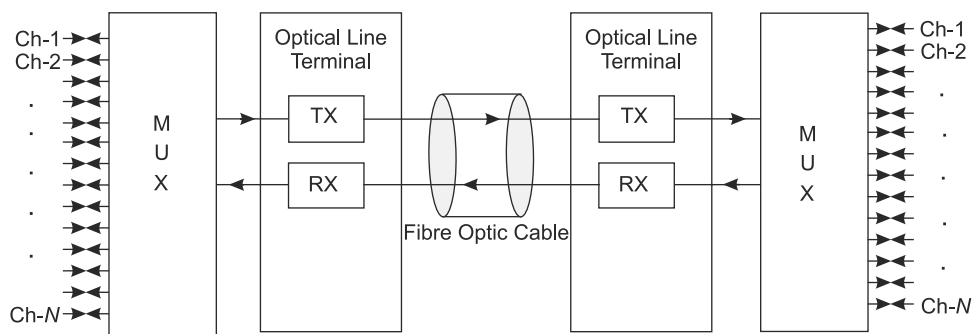 Ch-1
Ch-2
.
.
.
.
.
Ch-N
M
U
X
Optical Line
Terminal
TX
RX
Fibre Optic Cable
Optical Line
Terminal
TX
RX
M
U
X
Ch-1
Ch-2
.
.
.
.
Ch-N